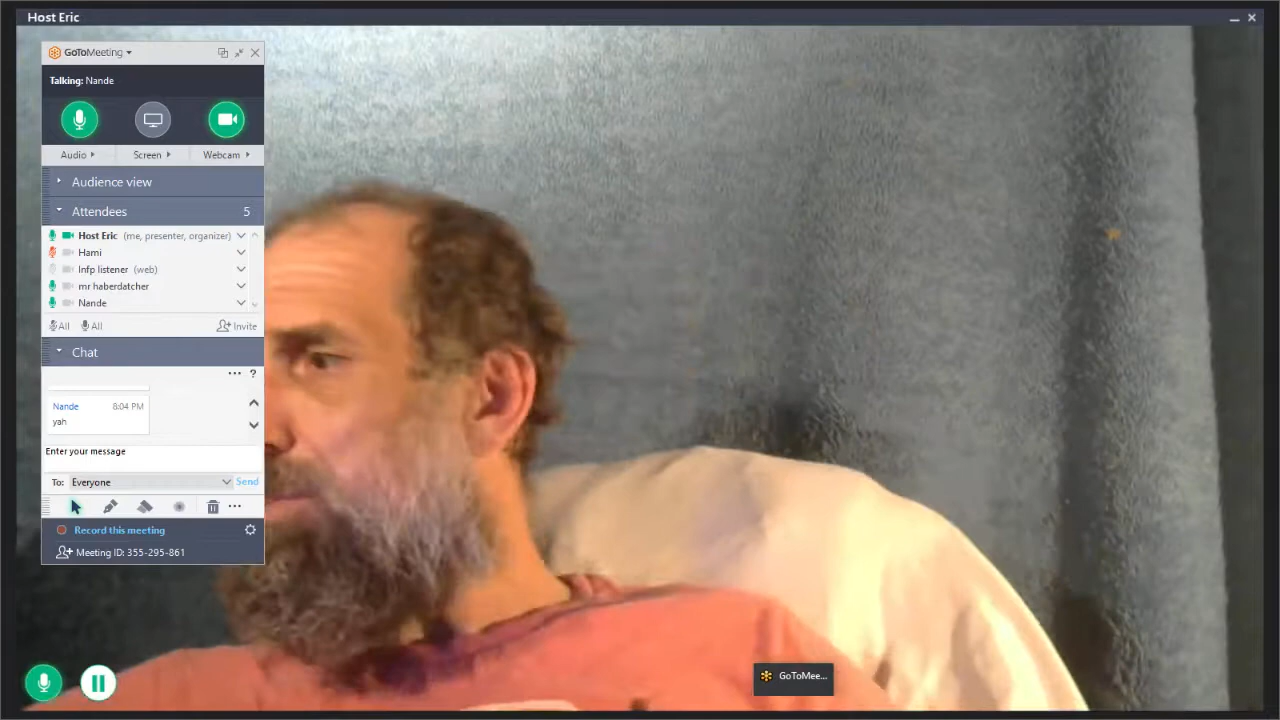 Host Eric
GoToMeeting
Talking: Nande
Audio
Screen
Webcam
Audience view
Attendees 5
Host Eric (me, presenter, organizer)
Hami
Infp listener (web)
mr haberdatcher
Nande
All All Invite
Chat
... ?
Nande 8:04 PM
yah
Enter your message
To: Everyone Send
...
Record this meeting
Meeting ID: 355-295-861
GoToMee...